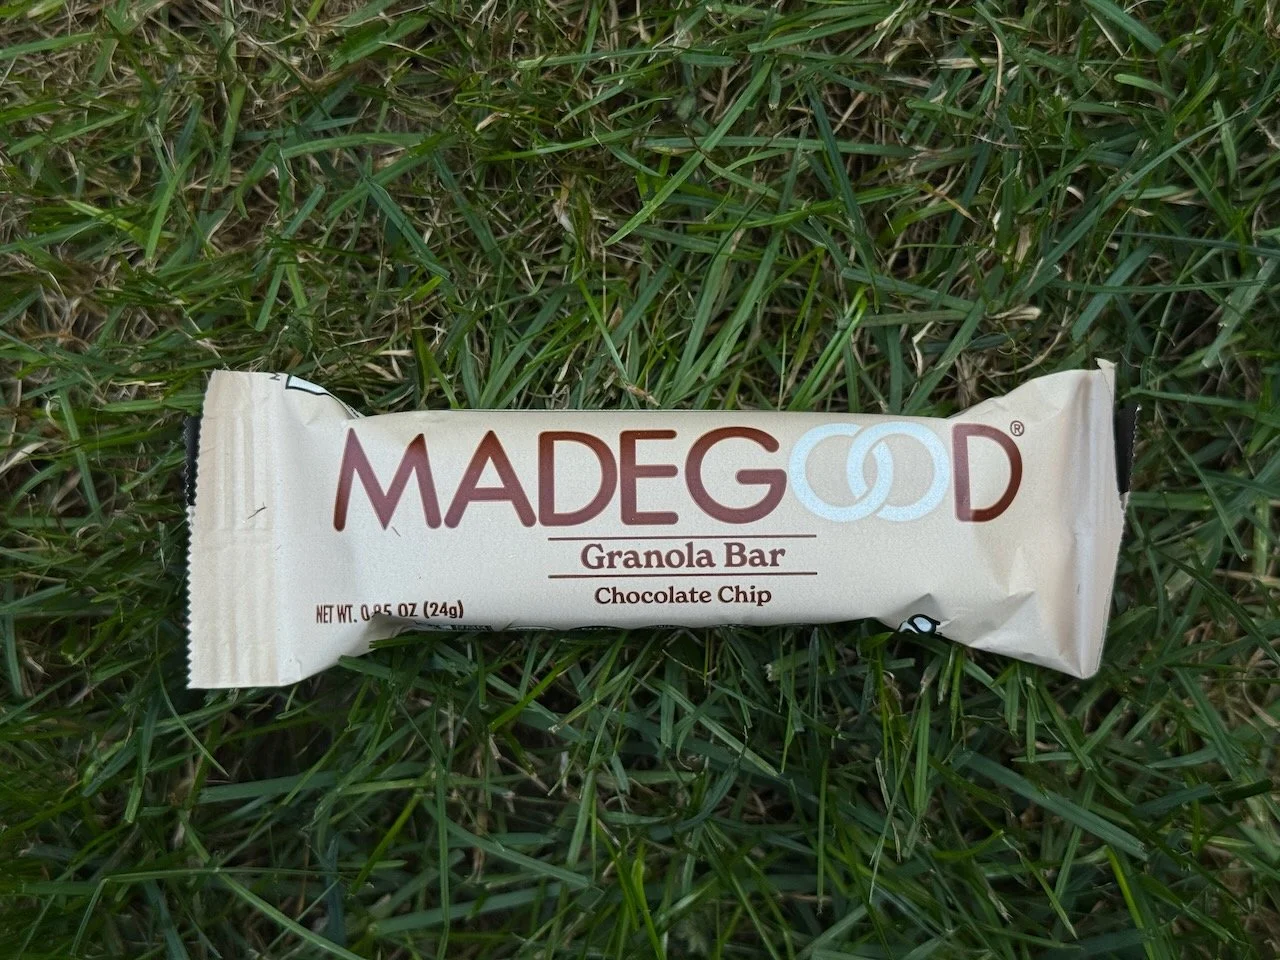 MADEGOOD®
Granola Bar
Chocolate Chip
NET WT. 0.85 OZ (24g)